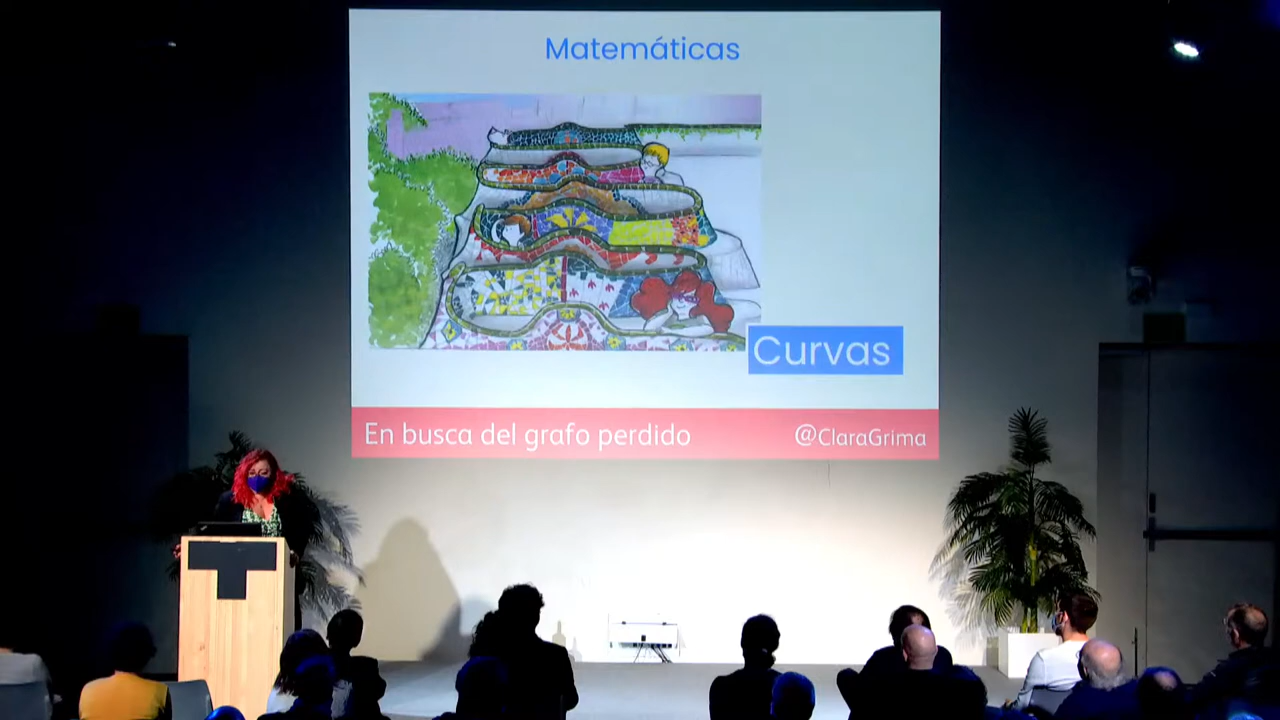 Matemáticas
Curvas
En busca del grafo perdido
@ClaraGrima